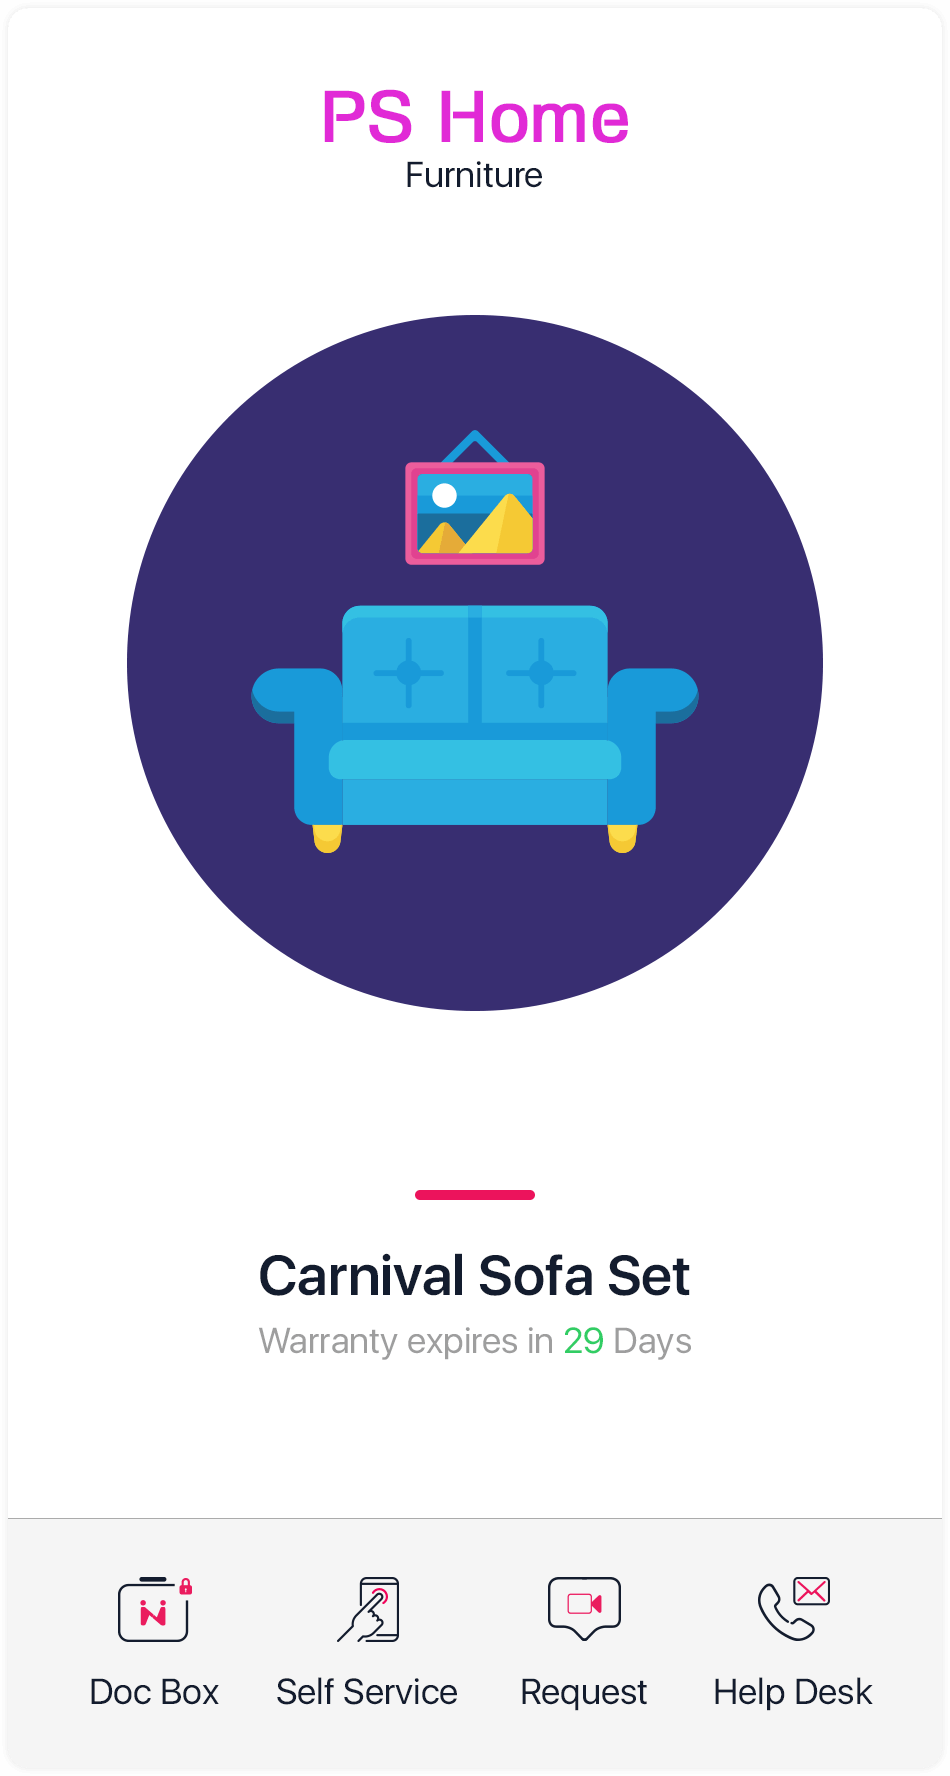 PS Home
Furniture
Carnival Sofa Set
Warranty expires in 29 Days
Doc Box
Self Service
Request
Help Desk